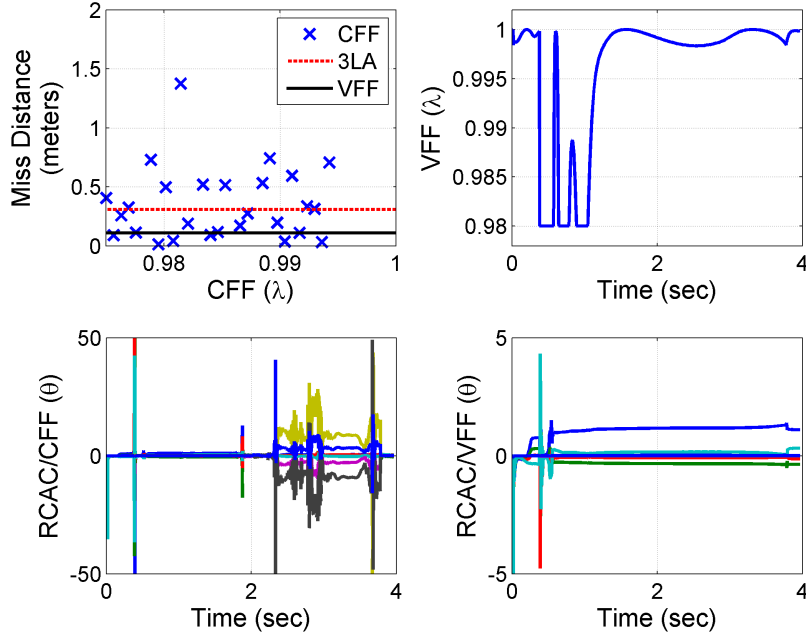 Miss Distance
(meters)
2
1.5
1
0.5
0
CFF
3LA
VFF
0.98
0.99
1
CFF (λ)
VFF (λ)
1
0.995
0.99
0.985
0.98
0
2
4
Time (sec)
RCAC/CFF (θ)
50
0
-50
0
2
4
Time (sec)
RCAC/VFF (θ)
5
0
-5
0
2
4
Time (sec)